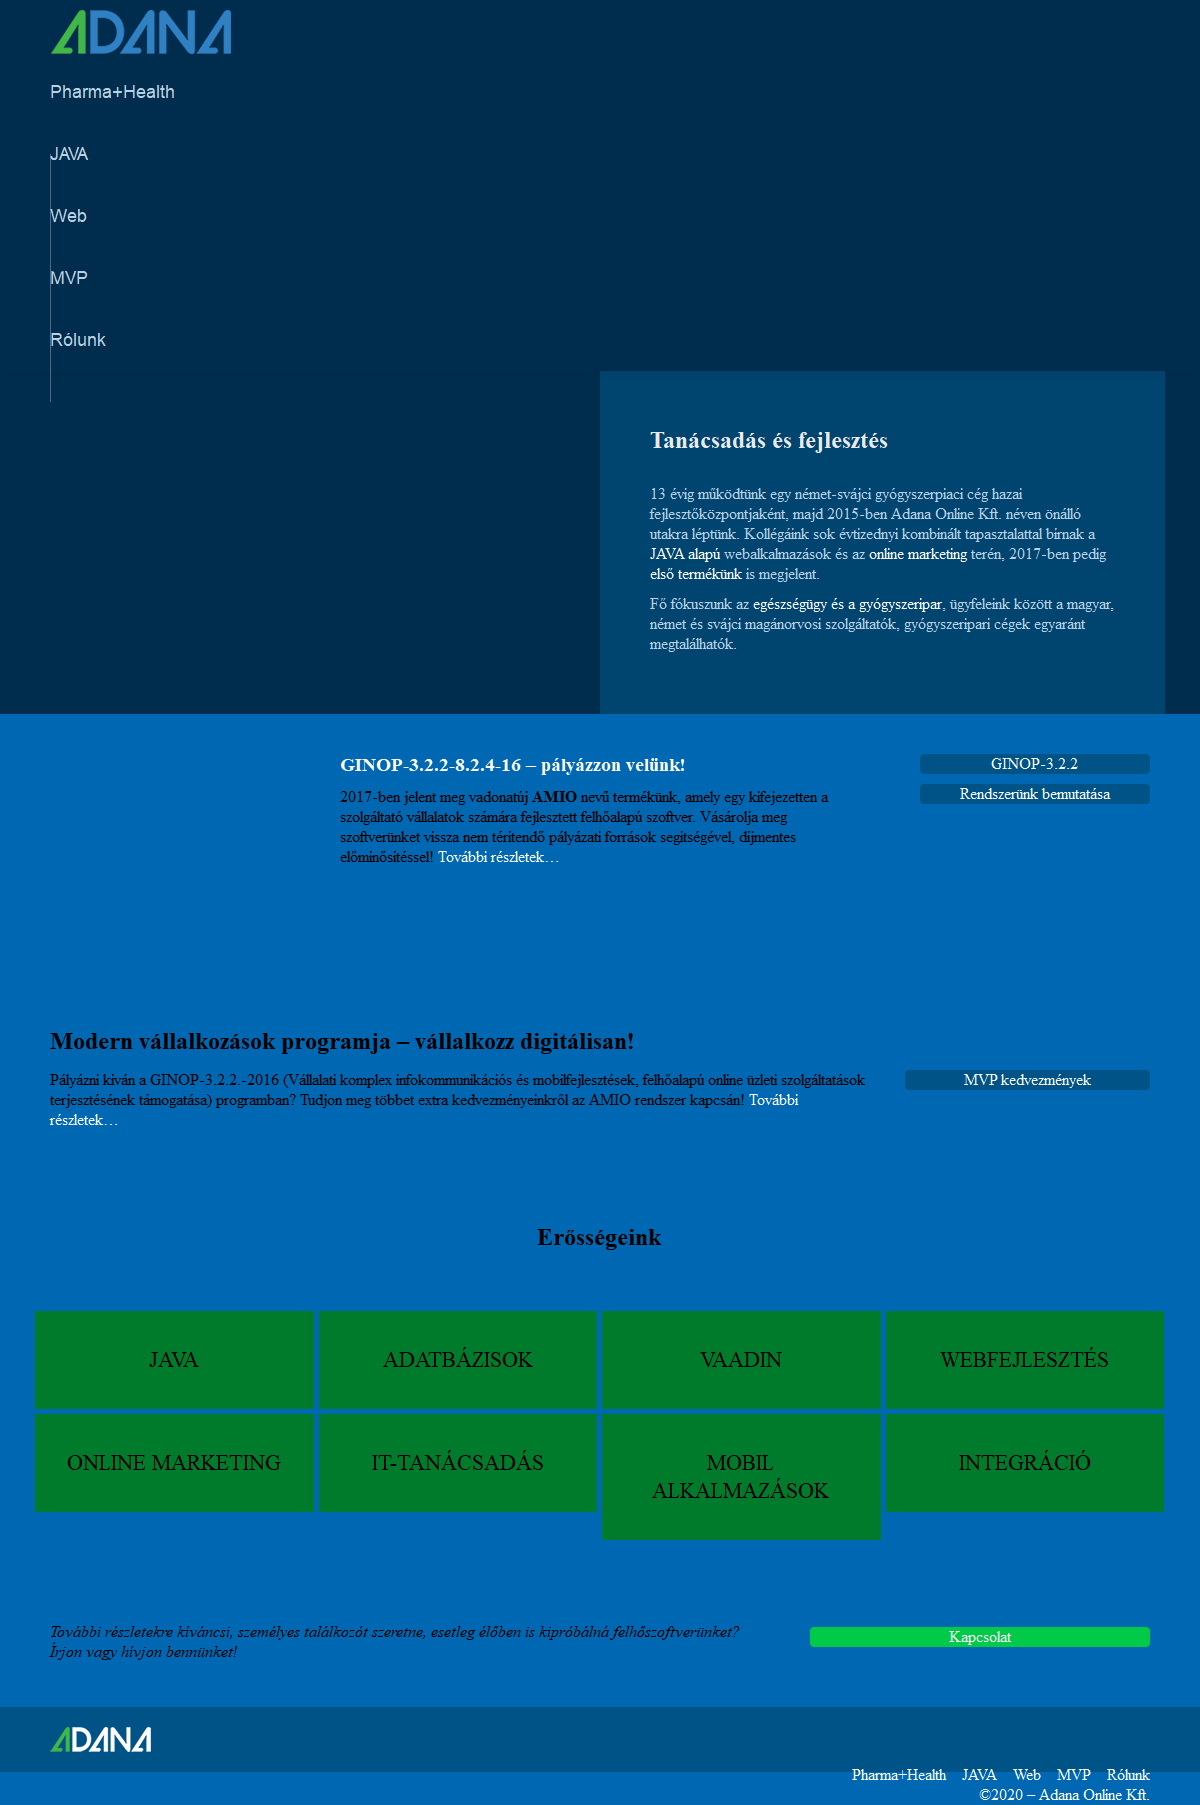 ADANA
Pharma+Health
JAVA
Web
MVP
Rólunk
Tanácsadás és fejlesztés
13 évig működtünk egy német-svájci gyógyszerpiaci cég hazai
fejlesztőközpontjaként, majd 2015-ben Adana Online Kft. néven önálló
utakra léptünk. Kollégáink sok évtizednyi kombinált tapasztalattal bírnak a
JAVA alapú webalkalmazások és az online marketing terén, 2017-ben pedig
első termékünk is megjelent.
Fő fókuszunk az egészségügy és a gyógyszeripar, ügyfeleink között a magyar,
német és svájci magánorvosi szolgáltatók, gyógyszeripari cégek egyaránt
megtalálhatók.
GINOP-3.2.2-8.2.4-16 – pályázzon velünk!
2017-ben jelent meg vadonatúj AMIO nevű termékünk, amely egy kifejezetten a
szolgáltató vállalatok számára fejlesztett felhőalapú szoftver. Vásárolja meg
szoftverünket vissza nem térítendő pályázati források segítségével, díjmentes
előminősítéssel! További részletek…
GINOP-3.2.2
Rendszerünk bemutatása
Modern vállalkozások programja – vállalkozz digitálisan!
Pályázni kíván a GINOP-3.2.2.-2016 (Vállalati komplex infokommunikációs és mobilfejlesztések, felhőalapú online üzleti szolgáltatások
terjesztésének támogatása) programban? Tudjon meg többet extra kedvezményeinkről az AMIO rendszer kapcsán! További
részletek…
MVP kedvezmények
Erősségeink
JAVA
ADATBÁZISOK
VAADIN
WEBFEJLESZTÉS
ONLINE MARKETING
IT-TANÁCSADÁS
MOBIL
ALKALMAZÁSOK
INTEGRÁCIÓ
További részletekre kíváncsi, személyes találkozót szeretne, esetleg élőben is kipróbálná felhőszoftverünket?
Írjon vagy hívjon bennünket!
Kapcsolat
ADANA
Pharma+Health JAVA Web MVP Rólunk
©2020 – Adana Online Kft.